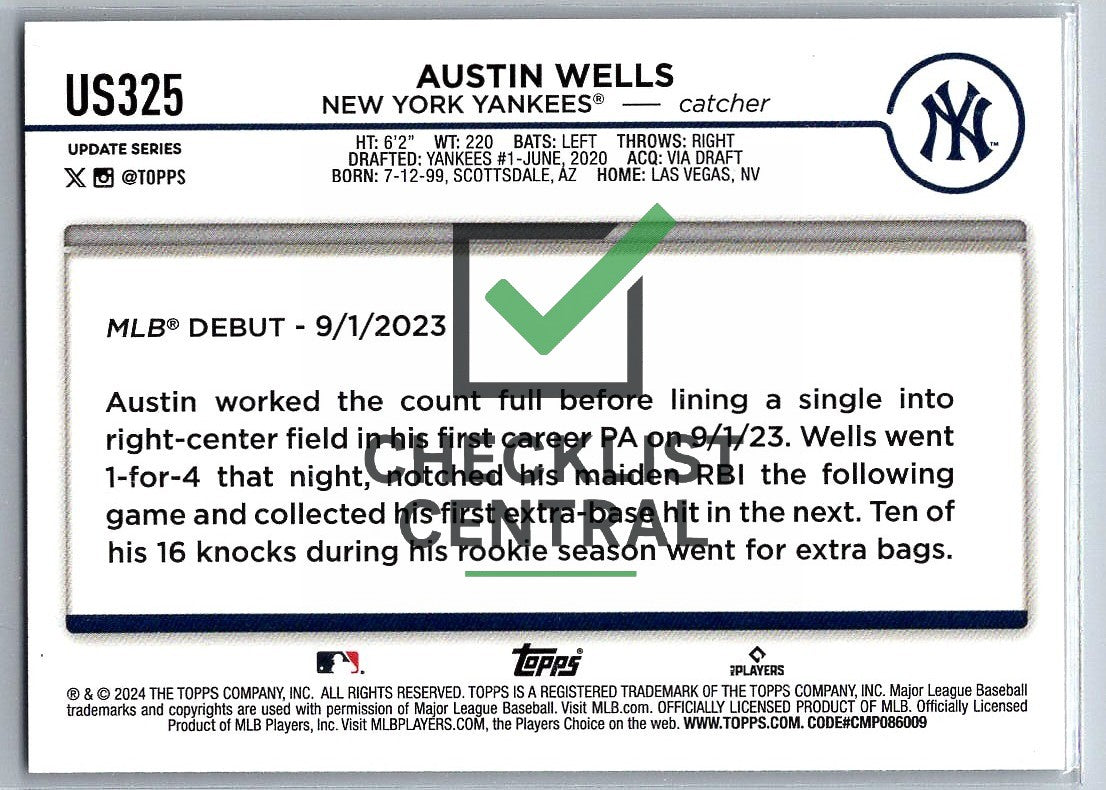 US325
AUSTIN WELLS
NEW YORK YANKEES® — catcher
NY™
UPDATE SERIES
X @TOPPS
HT: 6'2" WT: 220 BATS: LEFT THROWS: RIGHT
DRAFTED: YANKEES #1-JUNE, 2020 ACQ: VIA DRAFT
BORN: 7-12-99, SCOTTSDALE, AZ HOME: LAS VEGAS, NV
MLB® DEBUT - 9/1/2023
Austin worked the count full before lining a single into
right-center field in his first career PA on 9/1/23. Wells went
1-for-4 that night, notched his maiden RBI the following
game and collected his first extra-base hit in the next. Ten of
his 16 knocks during his rookie season went for extra bags.
CHECKLIST
CENTRAL
Topps®
MLB PLAYERS
® & © 2024 THE TOPPS COMPANY, INC. ALL RIGHTS RESERVED. TOPPS IS A REGISTERED TRADEMARK OF THE TOPPS COMPANY, INC. Major League Baseball
trademarks and copyrights are used with permission of Major League Baseball. Visit MLB.com. OFFICIALLY LICENSED PRODUCT OF MLB. Officially Licensed
Product of MLB Players, Inc. Visit MLBPLAYERS.COM, the Players Choice on the web. WWW.TOPPS.COM. CODE#CMP086009